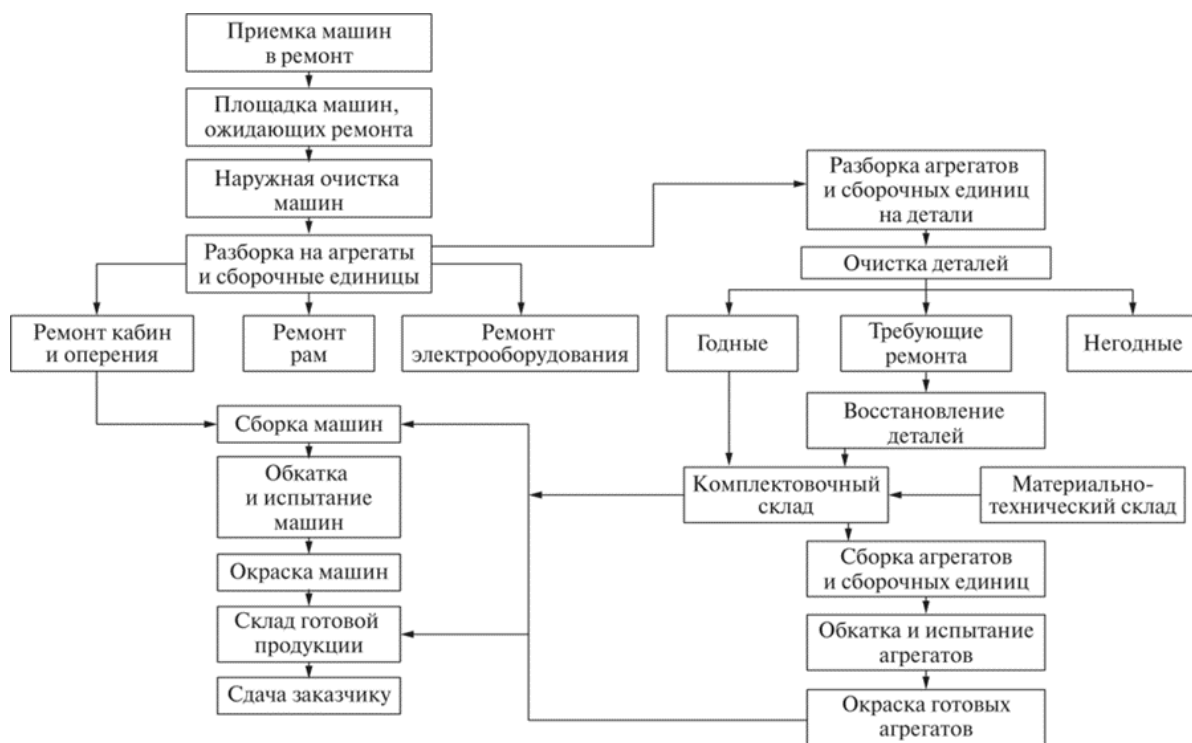 Приемка машин
в ремонт
Площадка машин,
ожидающих ремонта
Наружная очистка
машин
Разборка на агрегаты
и сборочные единицы
Ремонт кабин
и оперения
Ремонт
рам
Ремонт
электрооборудования
Сборка машин
Обкатка
и испытание
машин
Окраска машин
Склад готовой
продукции
Сдача заказчику
Разборка агрегатов
и сборочных единиц
на детали
Очистка деталей
Годные
Требующие
ремонта
Негодные
Восстановление
деталей
Комплектовочный
склад
Материально-
технический склад
Сборка агрегатов
и сборочных единиц
Обкатка и испытание
агрегатов
Окраска готовых
агрегатов